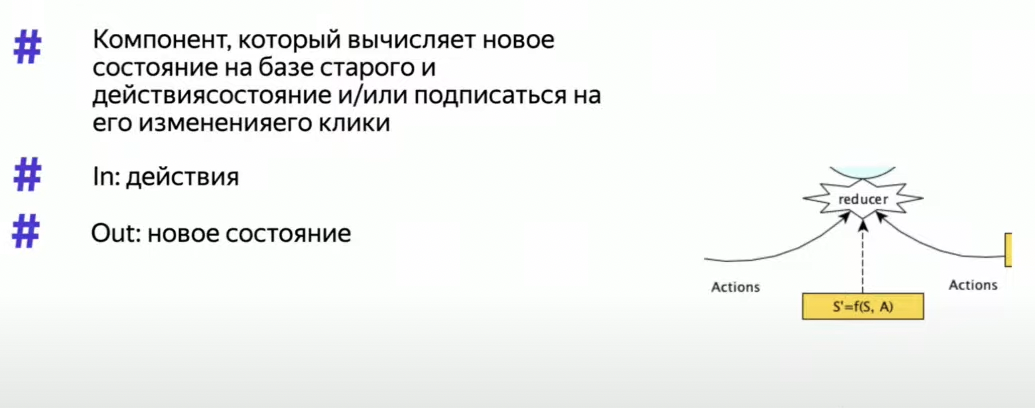 # Компонент, который вычисляет новое
состояние на базе старого и
действиясостояние и/или подписаться на
его измененияего клики
# In: действия
# Out: новое состояние
reducer
Actions
Actions
S'=f(S, A)